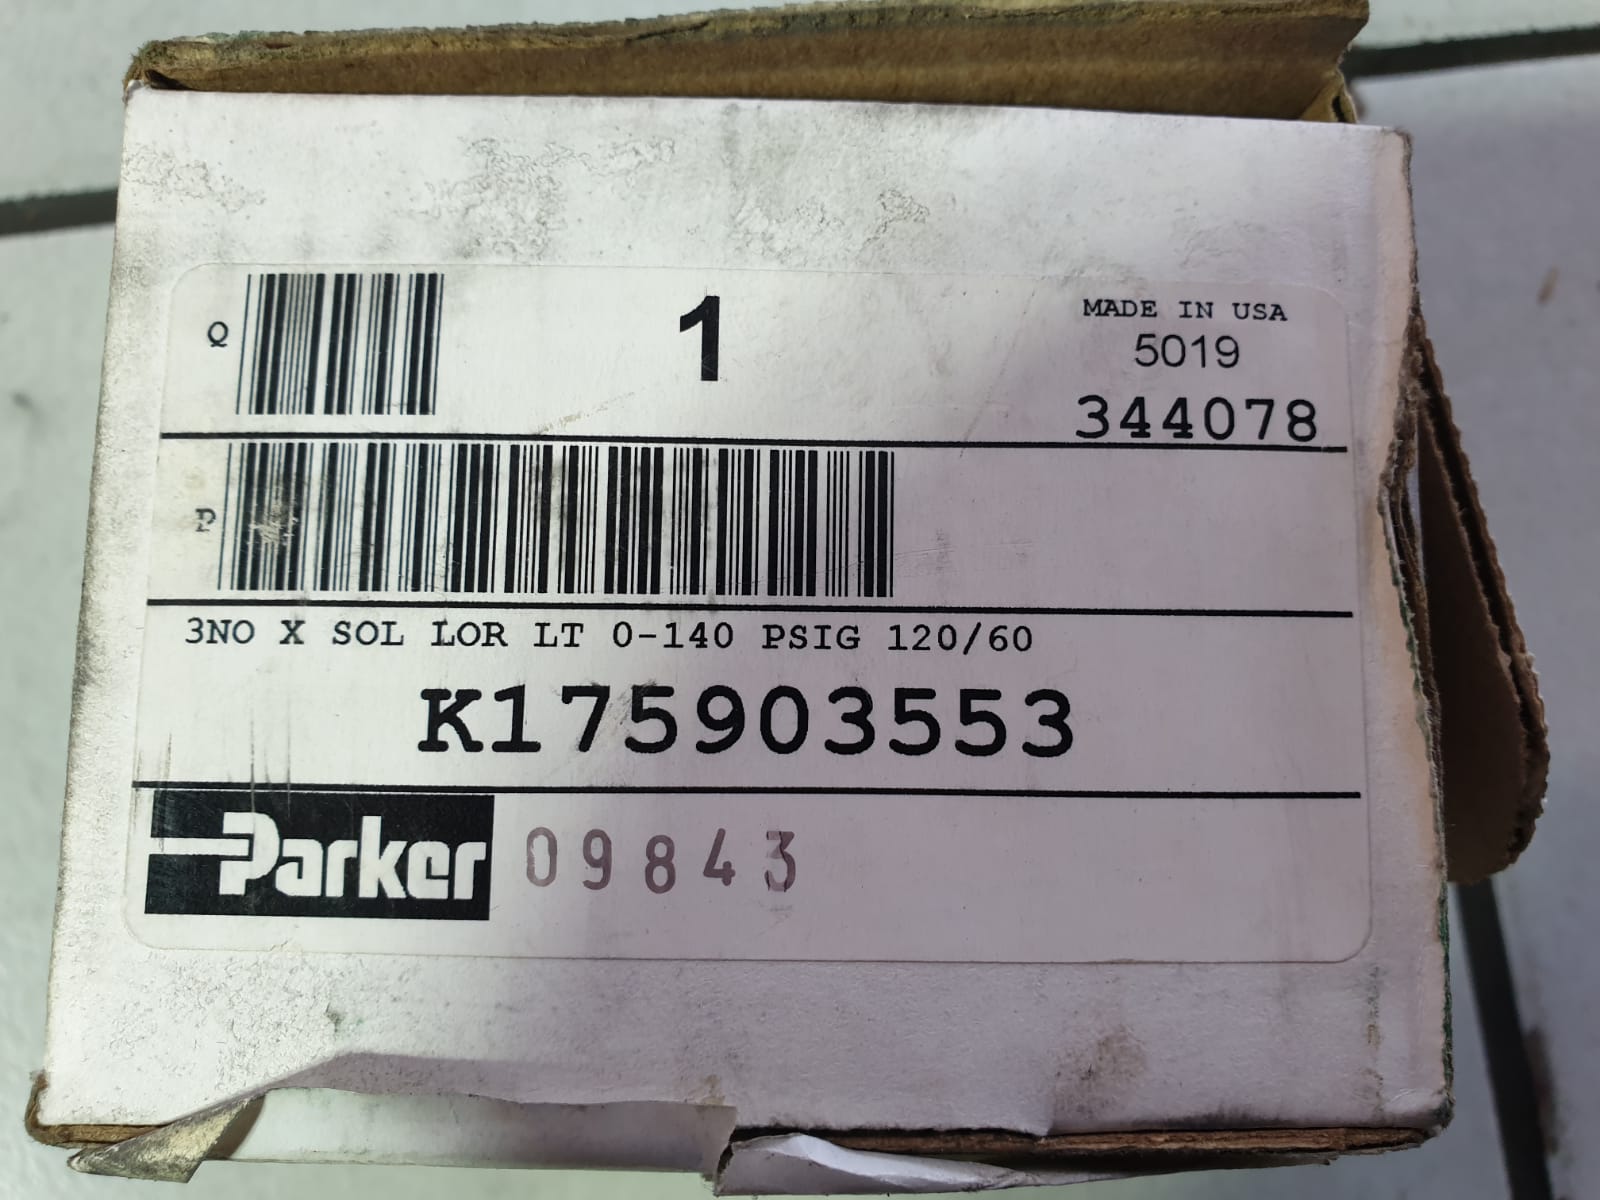 Q
1
MADE IN USA
5019
344078
P
3NO X SOL LOR LT 0-140 PSIG 120/60
K175903553
Parker
09843